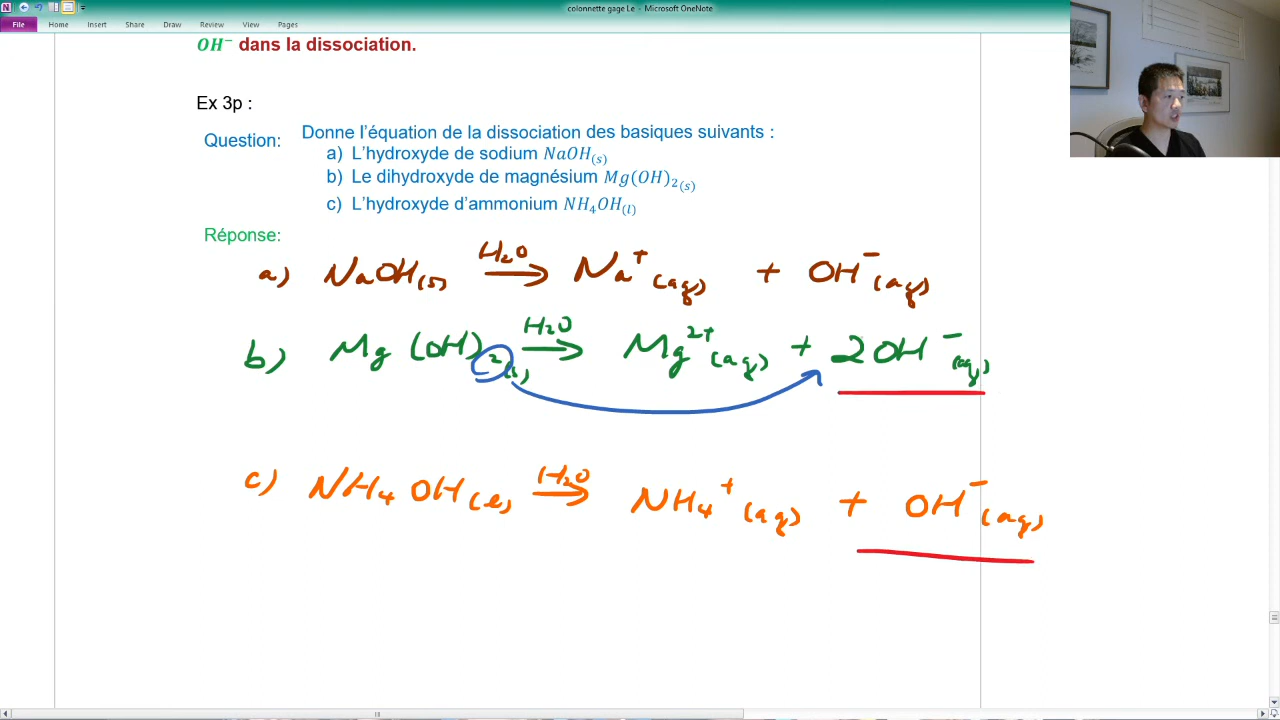 colonnette gage Le - Microsoft OneNote
File Home Insert Share Draw Review View Pages
OH⁻ dans la dissociation.
Ex 3p :
Question: Donne l'équation de la dissociation des basiques suivants :
a) L'hydroxyde de sodium NaOH₍s₎
b) Le dihydroxyde de magnésium Mg(OH)₂₍s₎
c) L'hydroxyde d'ammonium NH₄OH₍l₎
Réponse:
a) NaOH(s) H₂O → Na⁺(aq) + OH⁻(aq)
b) Mg(OH)₂(s) H₂O → Mg²⁺(aq) + 2OH⁻(aq)
c) NH₄OH(l) H₂O → NH₄⁺(aq) + OH⁻(aq)